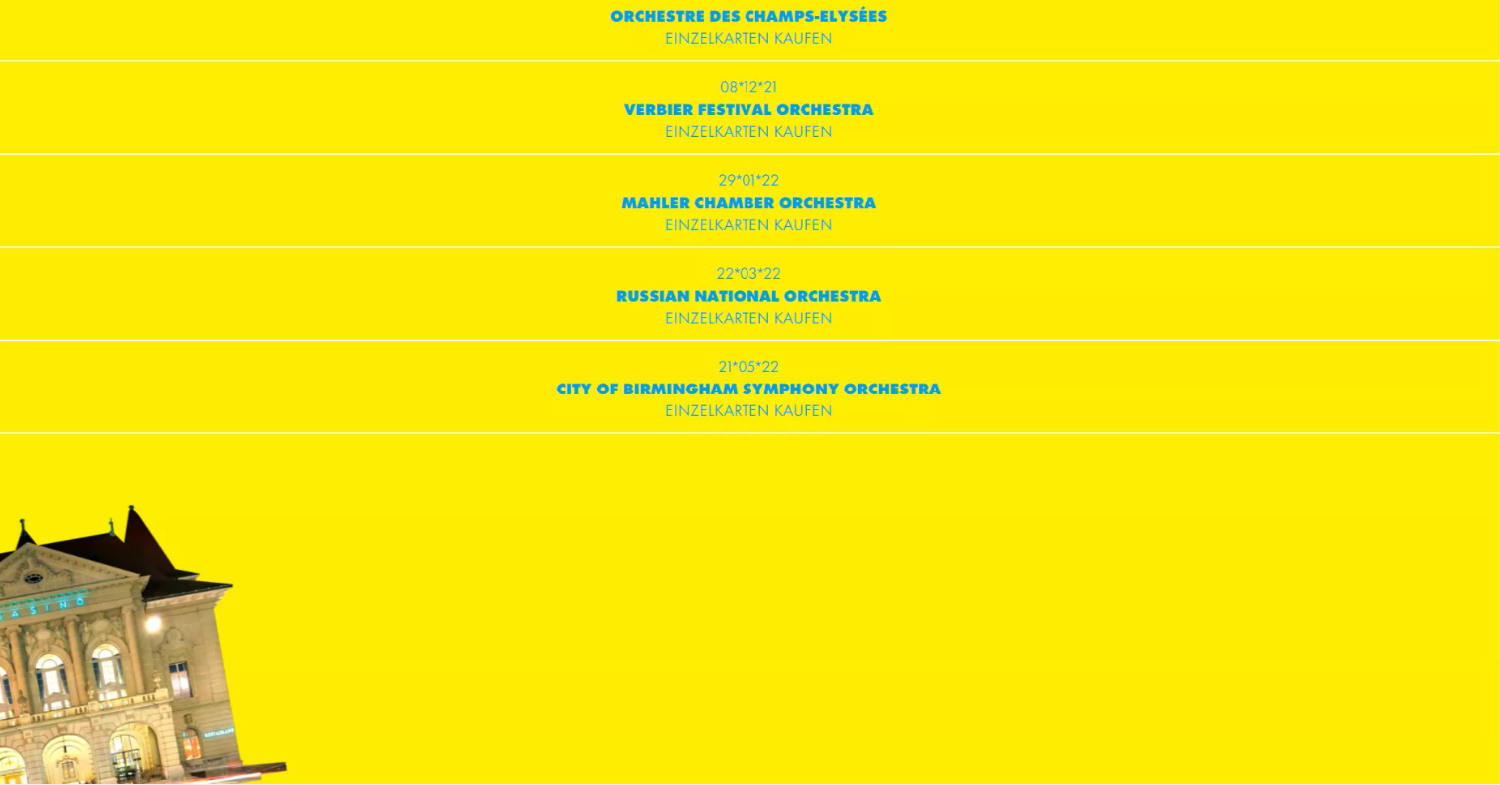 ORCHESTRE DES CHAMPS-ELYSÉES
EINZELKARTEN KAUFEN
08*12*21
VERBIER FESTIVAL ORCHESTRA
EINZELKARTEN KAUFEN
29*01*22
MAHLER CHAMBER ORCHESTRA
EINZELKARTEN KAUFEN
22*03*22
RUSSIAN NATIONAL ORCHESTRA
EINZELKARTEN KAUFEN
21*05*22
CITY OF BIRMINGHAM SYMPHONY ORCHESTRA
EINZELKARTEN KAUFEN
CASINO
RESTAURANT